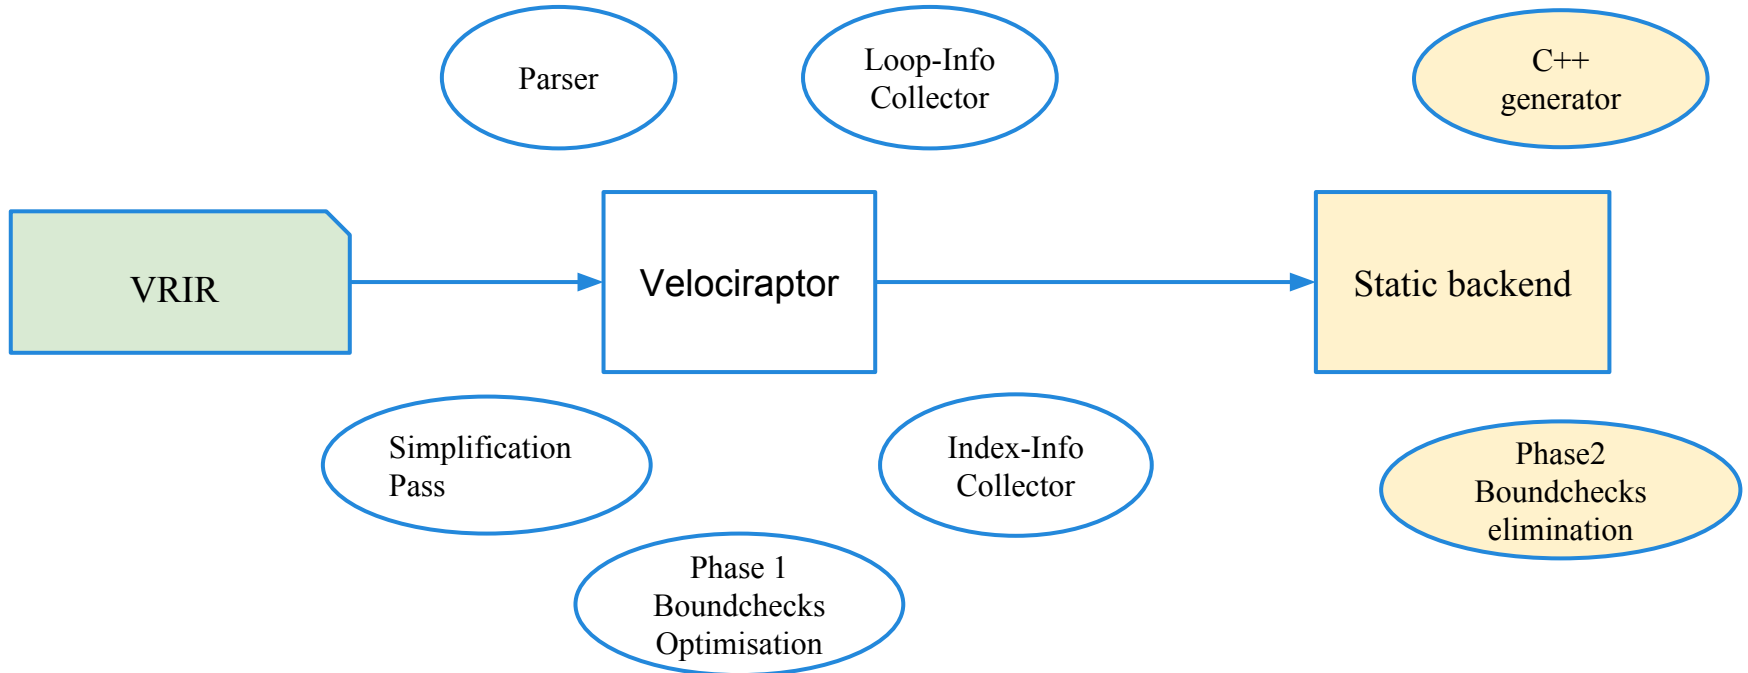 Parser
Loop-Info
Collector
C++
generator
VRIR
Velociraptor
Static backend
Simplification
Pass
Index-Info
Collector
Phase2
Boundchecks
elimination
Phase 1
Boundchecks
Optimisation